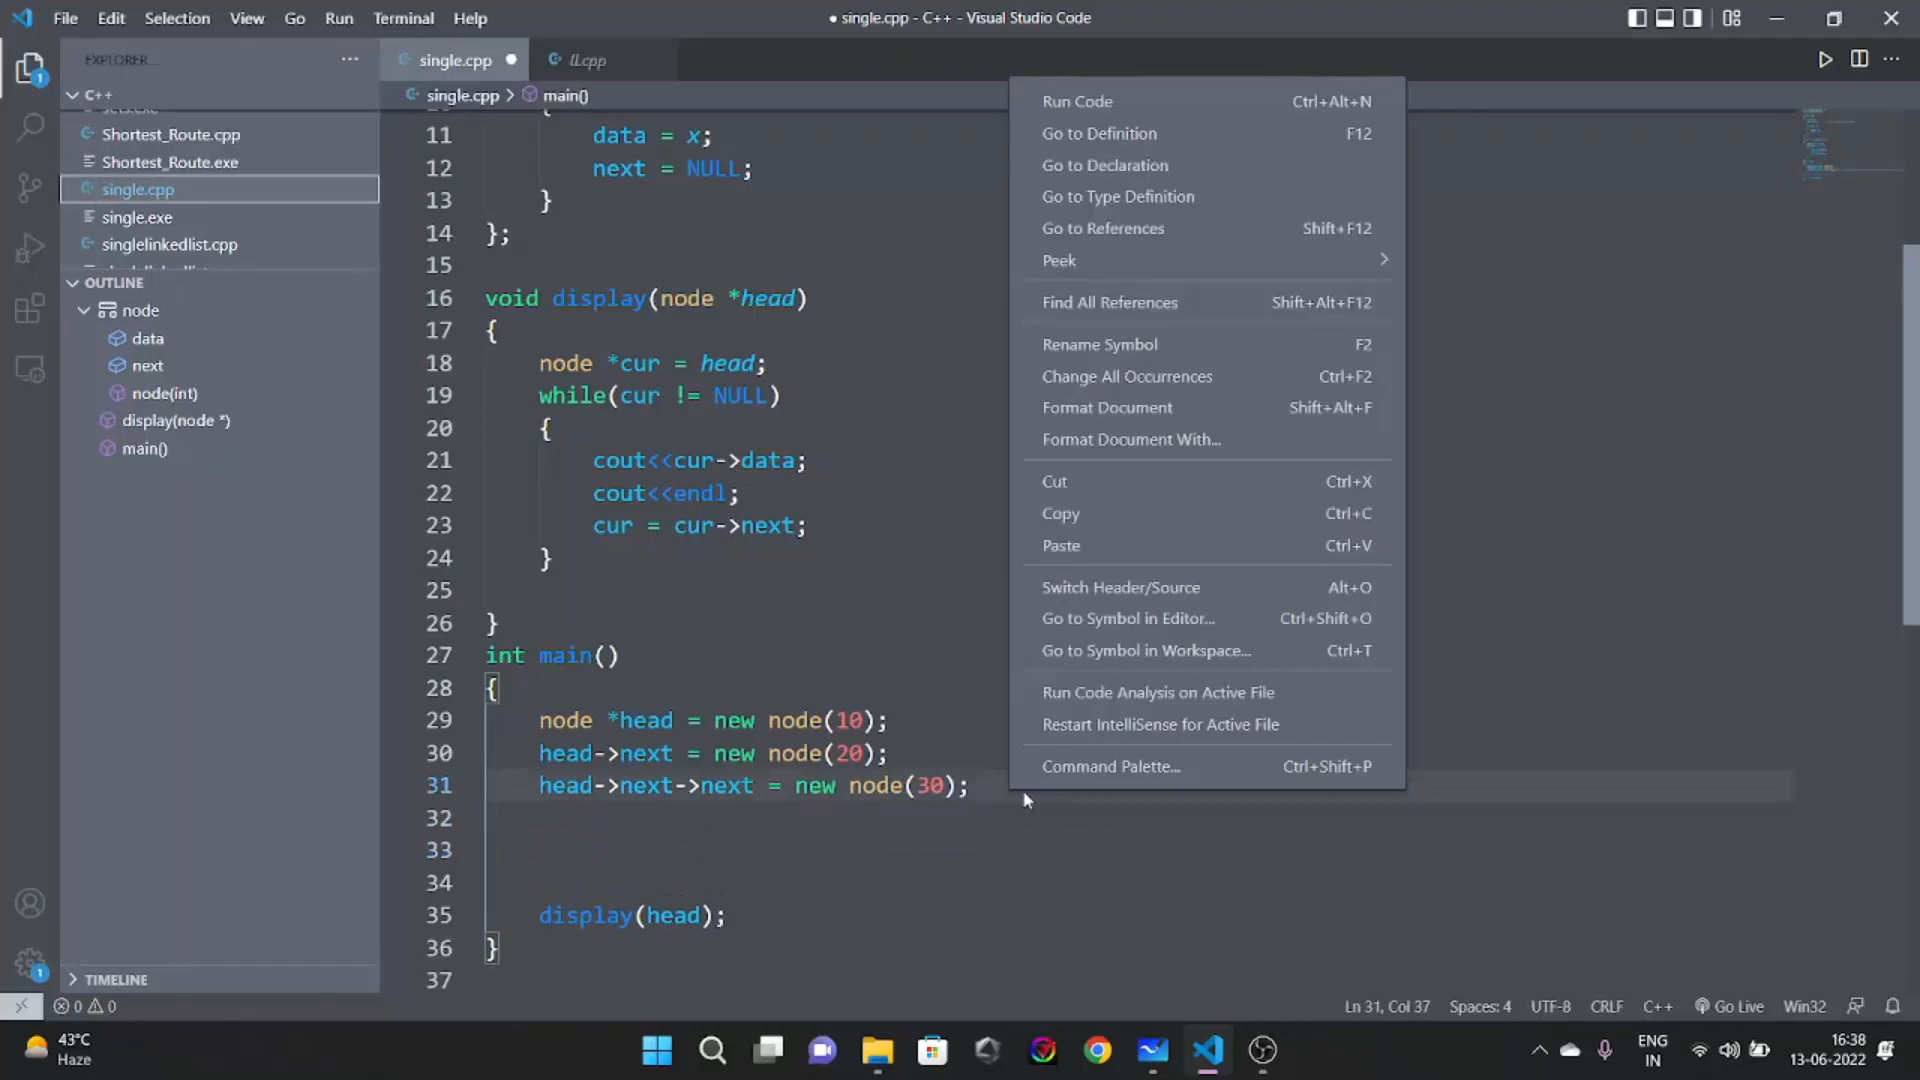 File Edit Selection View Go Run Terminal Help
● single.cpp - C++ - Visual Studio Code
EXPLORER
C++
Shortest_Route.cpp
Shortest_Route.exe
single.cpp
single.exe
singlelinkedlist.cpp
OUTLINE
node
data
next
node(int)
display(node *)
main()
TIMELINE
single.cpp ●
single.cpp > main()
11 data = x;
12 next = NULL;
13 }
14 };
15
16 void display(node *head)
17 {
18 node *cur = head;
19 while(cur != NULL)
20 {
21 cout<<cur->data;
22 cout<<endl;
23 cur = cur->next;
24 }
25
26 }
27 int main()
28 {
29 node *head = new node(10);
30 head->next = new node(20);
31 head->next->next = new node(30);
32
33
34
35 display(head);
36 }
37
Run Code Ctrl+Alt+N
Go to Definition F12
Go to Declaration
Go to Type Definition
Go to References Shift+F12
Peek >
Find All References Shift+Alt+F12
Rename Symbol F2
Change All Occurrences Ctrl+F2
Format Document Shift+Alt+F
Format Document With...
Cut Ctrl+X
Copy Ctrl+C
Paste Ctrl+V
Switch Header/Source Alt+O
Go to Symbol in Editor... Ctrl+Shift+O
Go to Symbol in Workspace... Ctrl+T
Run Code Analysis on Active File
Restart IntelliSense for Active File
Command Palette... Ctrl+Shift+P
0 0
Ln 31, Col 37 Spaces: 4 UTF-8 CRLF C++ Go Live Win32
43°C
Haze
ENG
IN
16:38
13-06-2022